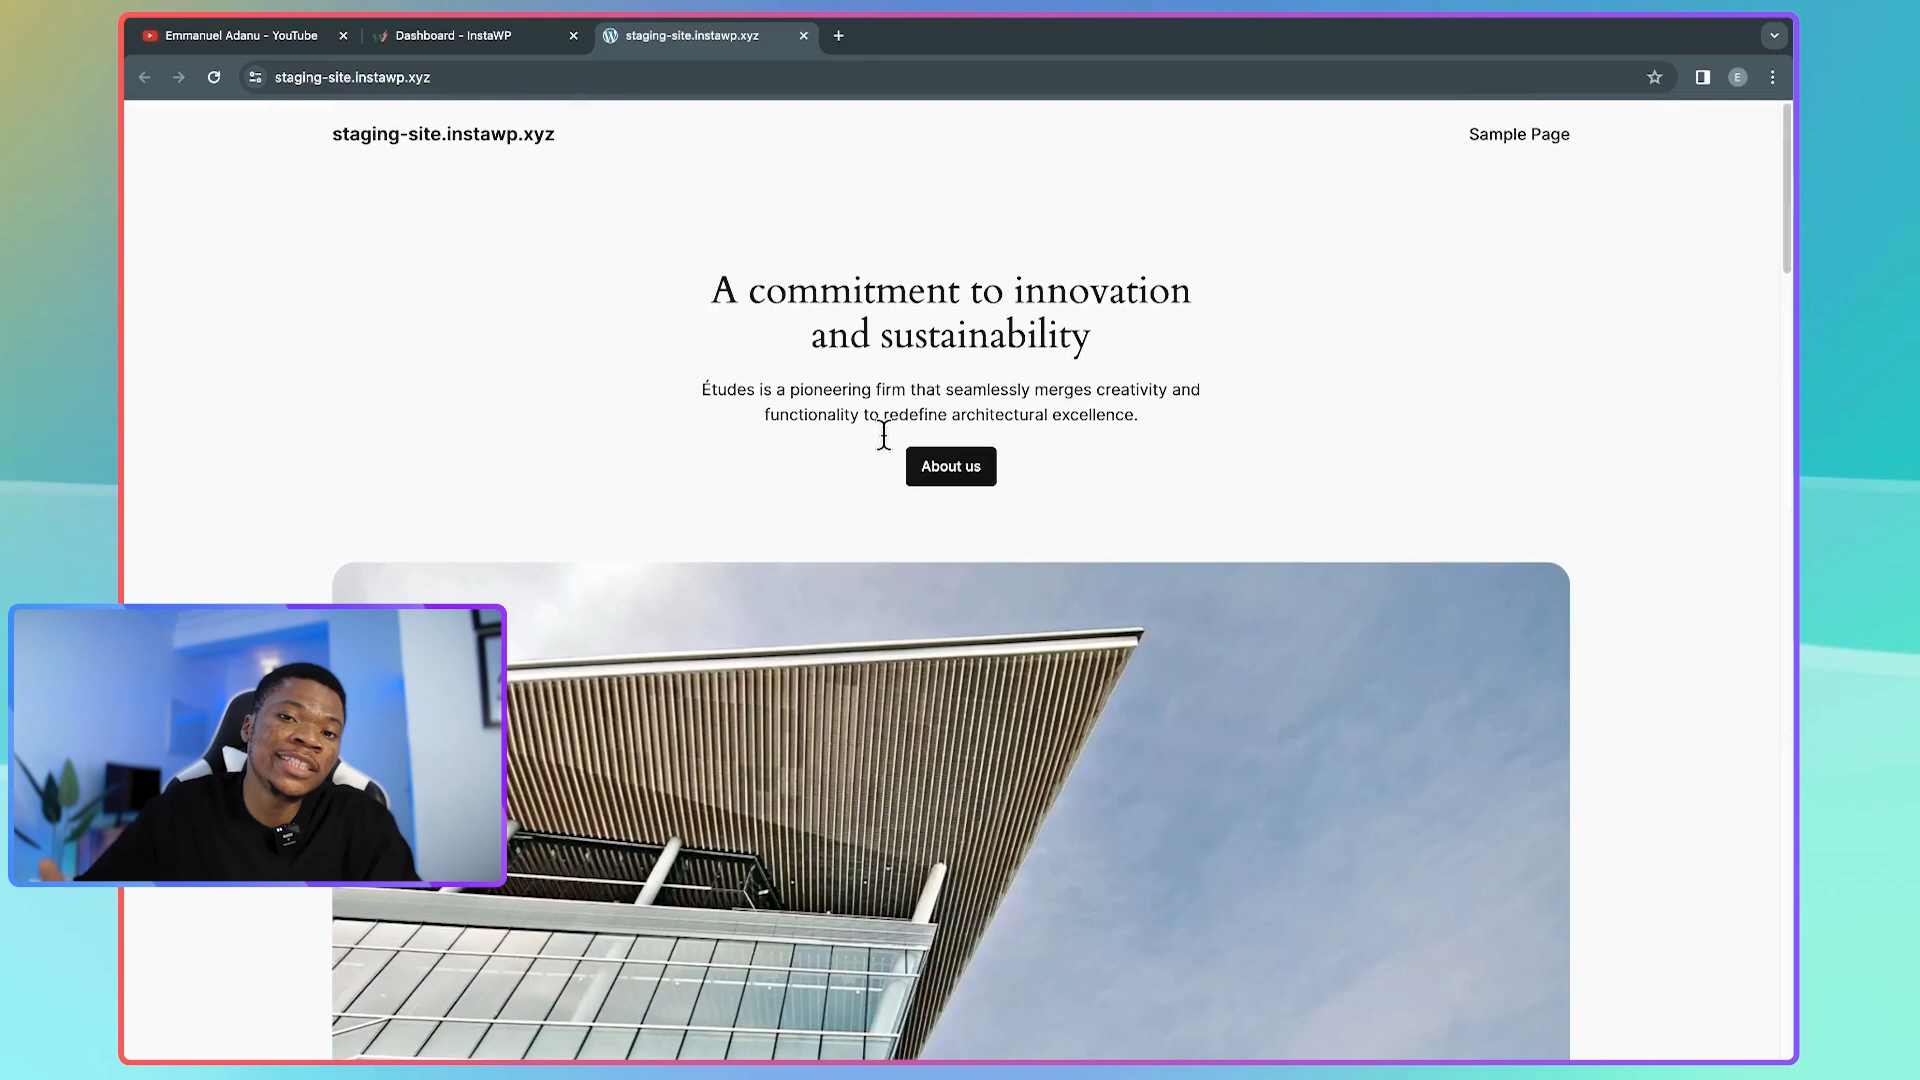 Emmanuel Adanu - YouTube
Dashboard - InstaWP
staging-site.instawp.xyz
staging-site.instawp.xyz
E
staging-site.instawp.xyz
Sample Page
A commitment to innovation
and sustainability
Études is a pioneering firm that seamlessly merges creativity and
functionality to redefine architectural excellence.
About us